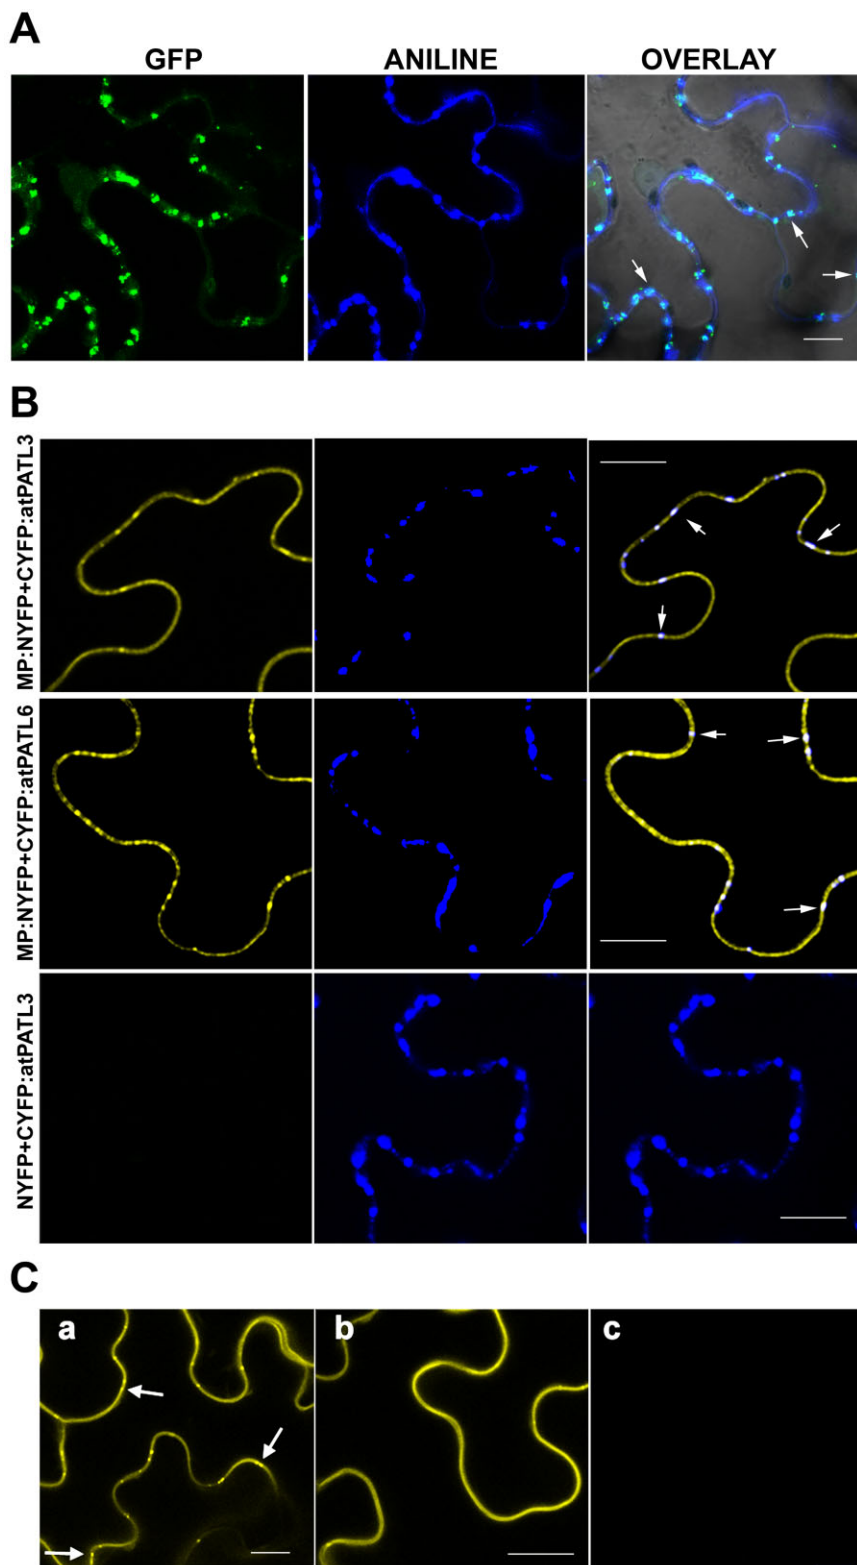 A
GFP ANILINE OVERLAY
B
MP:NYFP+CYFP:atPATL3
MP:NYFP+CYFP:atPATL6
NYFP+CYFP:atPATL3
C
a b c